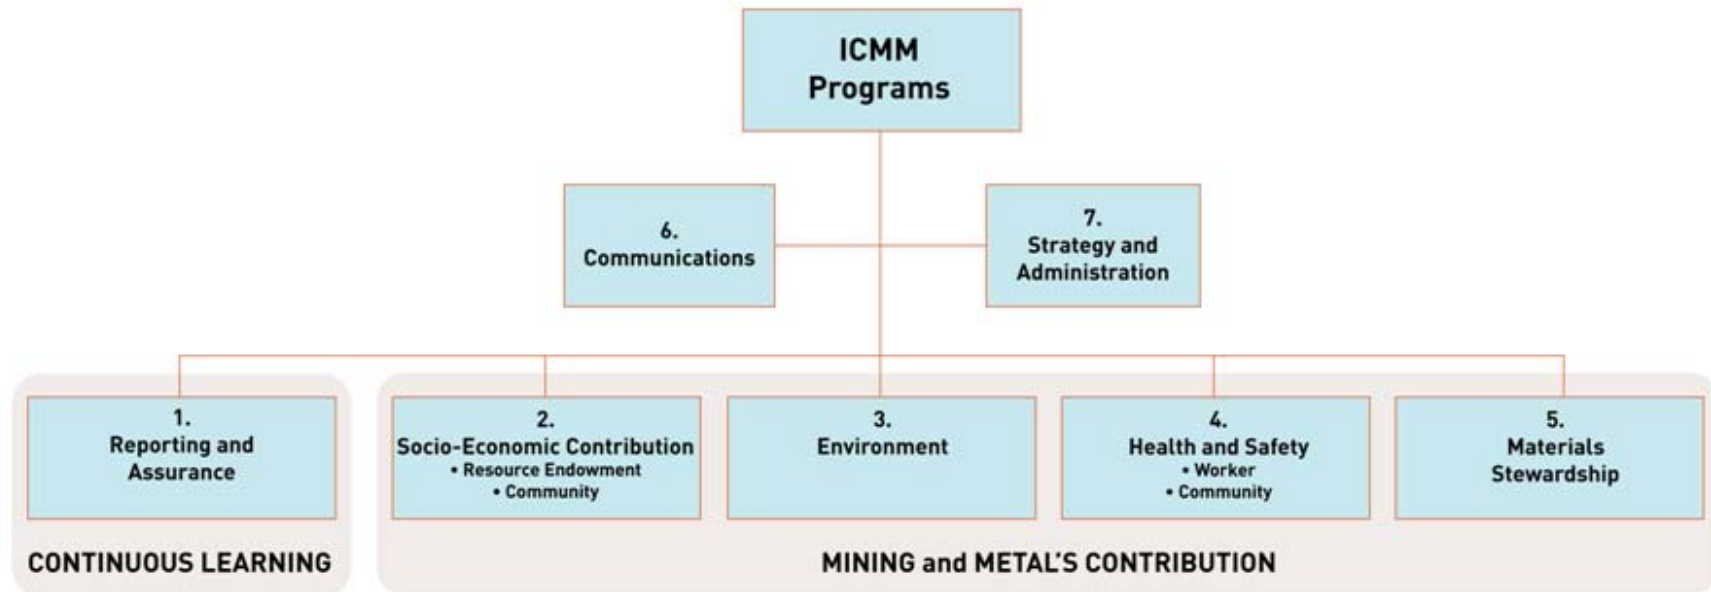 ICMM
Programs
6.
Communications
7.
Strategy and
Administration
1.
Reporting and
Assurance
2.
Socio-Economic Contribution
• Resource Endowment
• Community
3.
Environment
4.
Health and Safety
• Worker
• Community
5.
Materials
Stewardship
CONTINUOUS LEARNING
MINING and METAL'S CONTRIBUTION